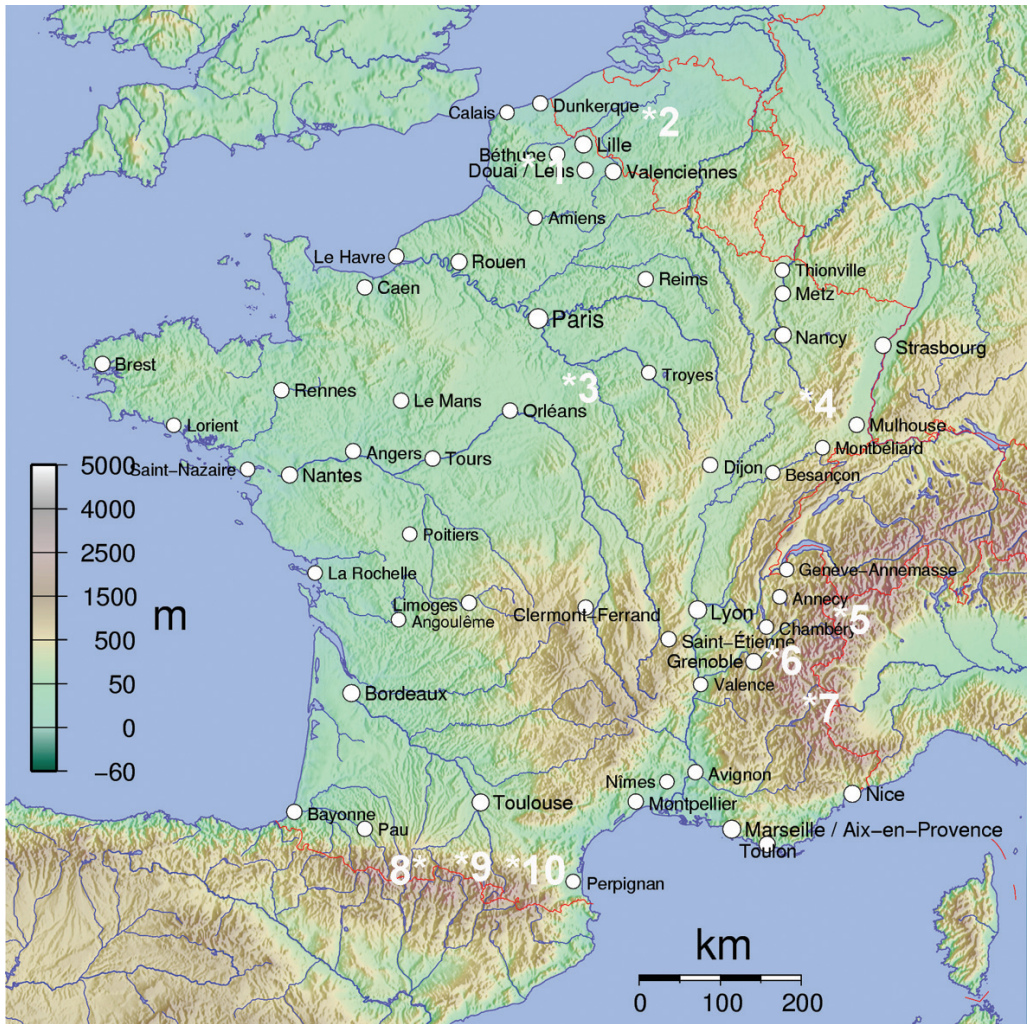 Calais
Dunkerque
*2
Lille
Béthune
*1
Douai / Lens
Valenciennes
Amiens
Le Havre
Rouen
Thionville
Reims
Caen
Metz
Paris
Nancy
Strasbourg
Brest
Troyes
*3
Rennes
Le Mans
*4
Orléans
Lorient
Mulhouse
Angers
Montbéliard
Tours
5000
Saint-Nazaire
Nantes
Dijon
Besançon
4000
Poitiers
2500
La Rochelle
Genève-Annemasse
1500
m
Annecy
Limoges
Clermont-Ferrand
Lyon
*5
Angoulême
Chambéry
500
Saint-Étienne
Grenoble
*6
50
Valence
Bordeaux
*7
0
-60
Avignon
Nîmes
Nice
Toulouse
Montpellier
Bayonne
Pau
Marseille / Aix-en-Provence
Toulon
8*
*9
*10
Perpignan
km
0 100 200